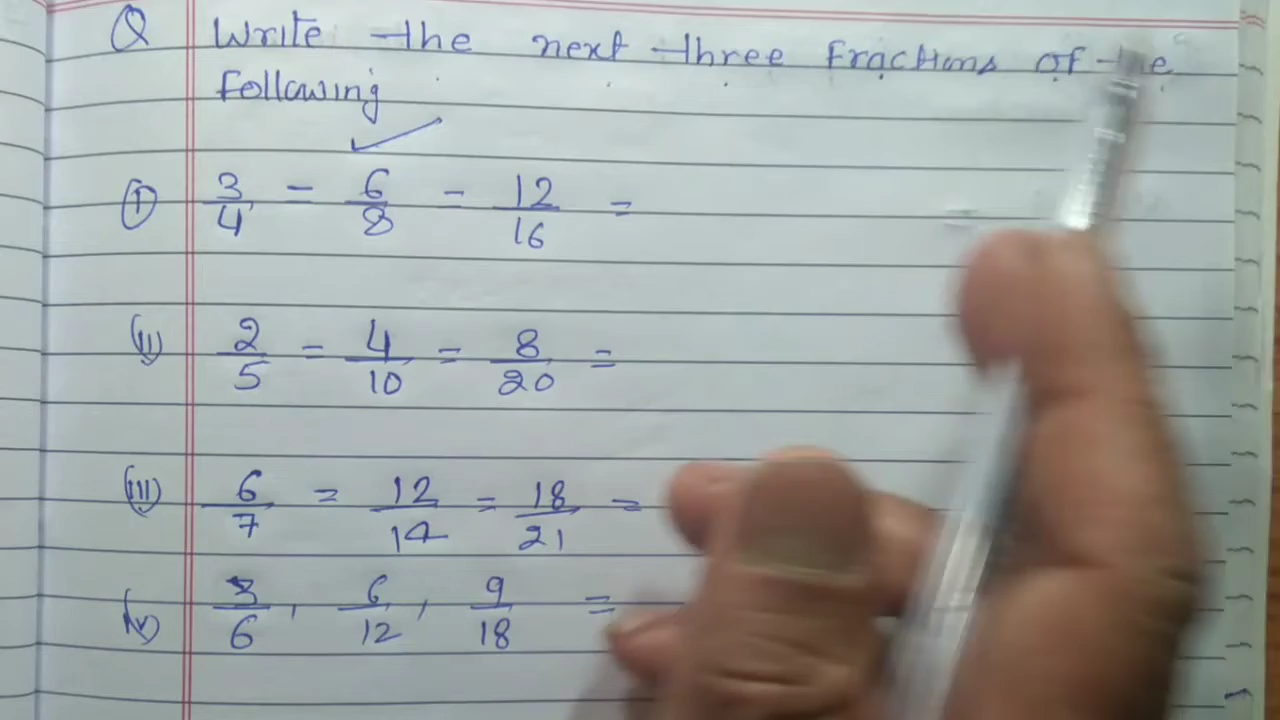 Q Write the next three fractions of the
following
(I) 3/4 = 6/8 = 12/16 =
(II) 2/5 = 4/10 = 8/20 =
(III) 6/7 = 12/14 = 18/21 =
(iv) 3/6, 6/12, 9/18 =